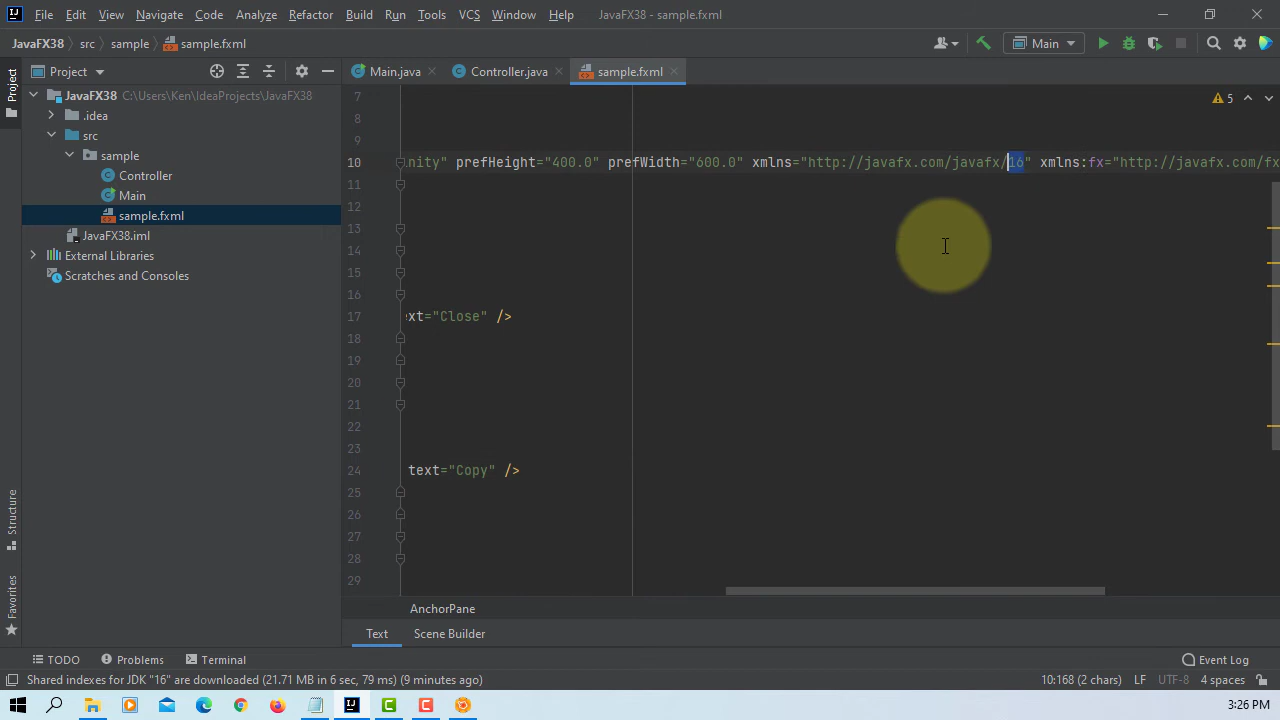 File Edit View Navigate Code Analyze Refactor Build Run Tools VCS Window Help JavaFX38 - sample.fxml
JavaFX38 src sample sample.fxml Main
Project Main.java Controller.java sample.fxml
JavaFX38 C:\Users\Ken\IdeaProjects\JavaFX38
.idea
src
sample
Controller
Main
sample.fxml
JavaFX38.iml
External Libraries
Scratches and Consoles
Project
Structure
Favorites
5
7
8
9
10 inity" prefHeight="400.0" prefWidth="600.0" xmlns="http://javafx.com/javafx/16" xmlns:fx="http://javafx.com/fx
11
12
13
14
15
16
17 ext="Close" />
18
19
20
21
22
23
24 text="Copy" />
25
26
27
28
29
AnchorPane
Text Scene Builder
TODO Problems Terminal Event Log
Shared indexes for JDK "16" are downloaded (21.71 MB in 6 sec, 79 ms) (9 minutes ago) 10:168 (2 chars) LF UTF-8 4 spaces
3:26 PM